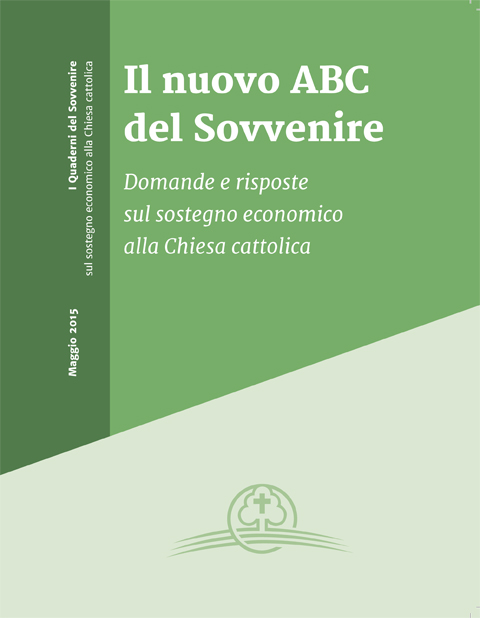 Il nuovo ABC
del Sovvenire
Domande e risposte
sul sostegno economico
alla Chiesa cattolica
I Quaderni del Sovvenire
sul sostegno economico alla Chiesa cattolica
Maggio 2015